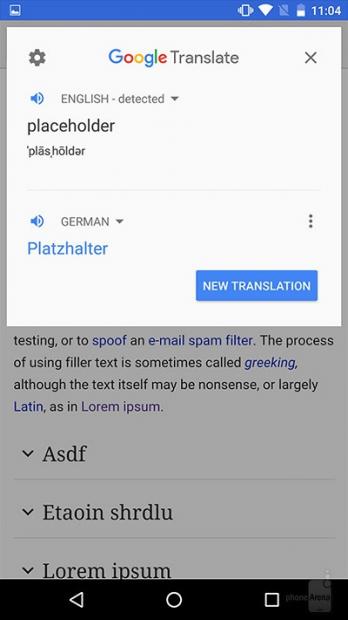 11:04
Google Translate
ENGLISH - detected
placeholder
ˈplāsˌhōldər
GERMAN
Platzhalter
NEW TRANSLATION
testing, or to spoof an e-mail spam filter. The process
of using filler text is sometimes called greeking,
although the text itself may be nonsense, or largely
Latin, as in Lorem ipsum.
Asdf
Etaoin shrdlu
Lorem ipsum
phoneArena